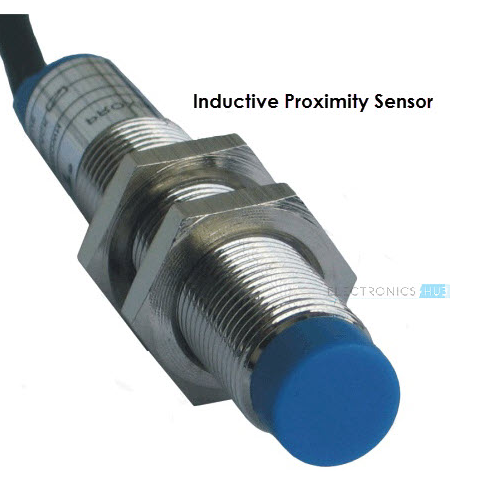 Inductive Proximity Sensor
ELECTRONICS HUB